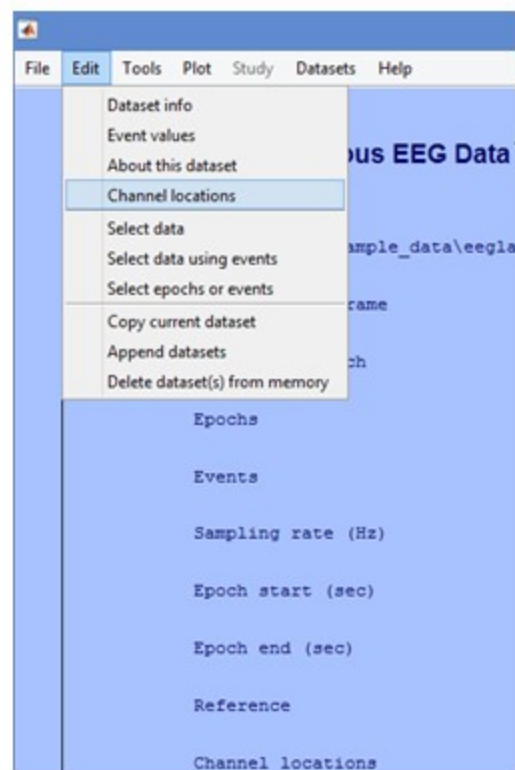 File Edit Tools Plot Study Datasets Help
Dataset info
Event values
us EEG Data
About this dataset
Channel locations
Select data
ample_data\eegla
Select data using events
Select epochs or events
rame
Copy current dataset
Append datasets
ch
Delete dataset(s) from memory
Epochs
Events
Sampling rate (Hz)
Epoch start (sec)
Epoch end (sec)
Reference
Channel locations